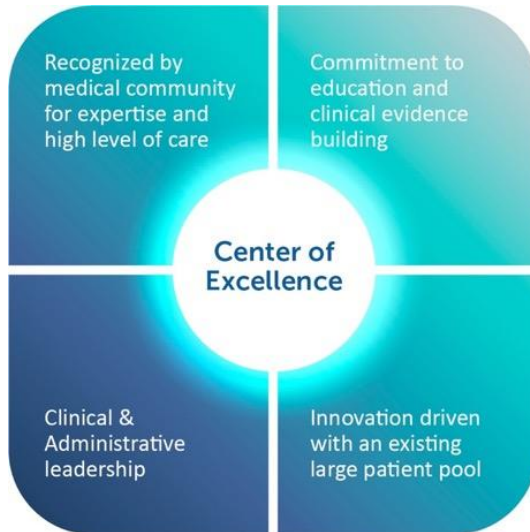 Recognized by
medical community
for expertise and
high level of care
Commitment to
education and
clinical evidence
building
Center of
Excellence
Clinical &
Administrative
leadership
Innovation driven
with an existing
large patient pool